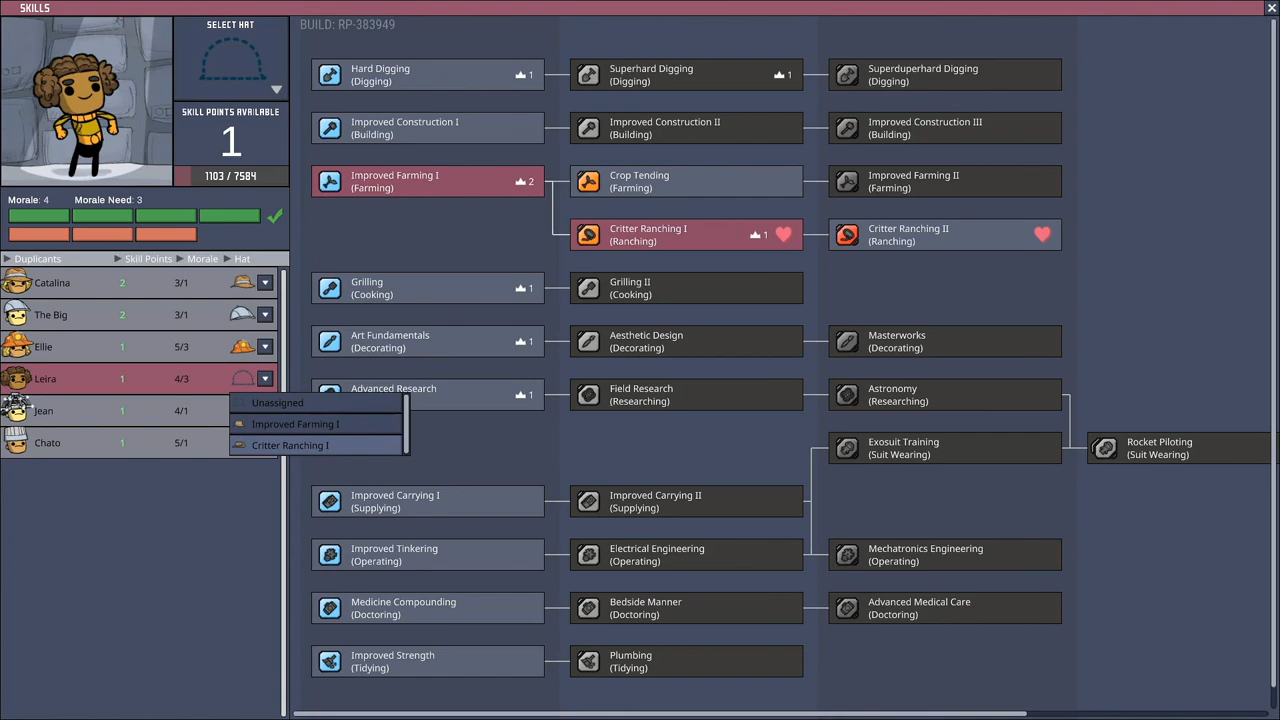 SKILLS
SELECT HAT
SKILL POINTS AVAILABLE
1
1103 / 7584
Morale: 4 Morale Need: 3
Duplicants Skill Points Morale Hat
Catalina 2 3/1
The Big 2 3/1
Ellie 1 5/3
Leira 1 4/3
Jean 1 4/1
Chato 1 5/1
Unassigned
Improved Farming I
Critter Ranching I
BUILD: RP-383949
Hard Digging
(Digging)
1
Superhard Digging
(Digging)
1
Superduperhard Digging
(Digging)
Improved Construction I
(Building)
Improved Construction II
(Building)
Improved Construction III
(Building)
Improved Farming I
(Farming)
2
Crop Tending
(Farming)
Improved Farming II
(Farming)
Critter Ranching I
(Ranching)
1
Critter Ranching II
(Ranching)
Grilling
(Cooking)
1
Grilling II
(Cooking)
Art Fundamentals
(Decorating)
1
Aesthetic Design
(Decorating)
Masterworks
(Decorating)
Advanced Research
1
Field Research
(Researching)
Astronomy
(Researching)
Exosuit Training
(Suit Wearing)
Rocket Piloting
(Suit Wearing)
Improved Carrying I
(Supplying)
Improved Carrying II
(Supplying)
Improved Tinkering
(Operating)
Electrical Engineering
(Operating)
Mechatronics Engineering
(Operating)
Medicine Compounding
(Doctoring)
Bedside Manner
(Doctoring)
Advanced Medical Care
(Doctoring)
Improved Strength
(Tidying)
Plumbing
(Tidying)